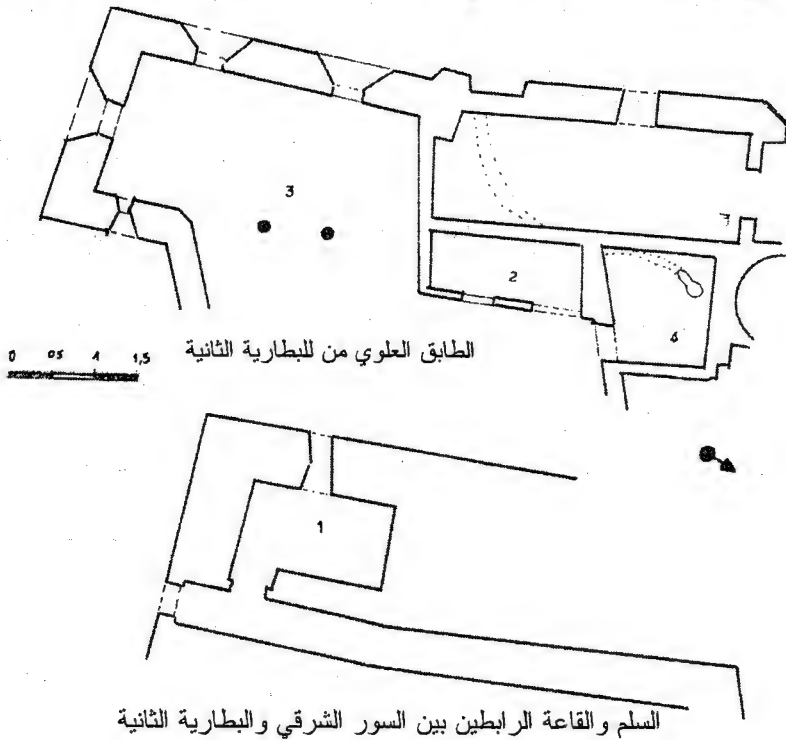 3
2
4
الطابق العلوي من للبطارية الثانية
0 05 1 1,5
1
السلم والقاعة الرابطين بين السور الشرقي والبطارية الثانية